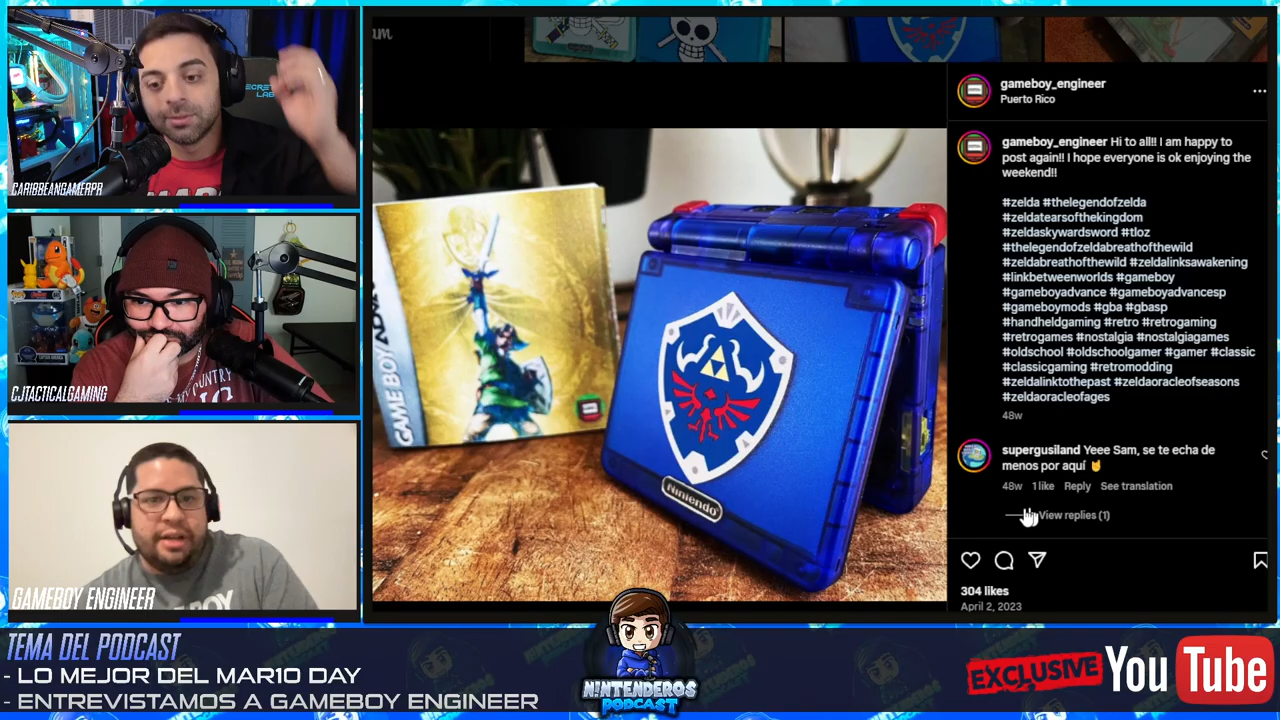 SECRET
LAB
CARIBBEANGAMERPR
COUNTRY
CJTACTICALGAMING
GAMEBOY ENGINEER
GAME BOY ADVA
Nintendo
gameboy_engineer
Puerto Rico
gameboy_engineer Hi to all!! I am happy to
post again!! I hope everyone is ok enjoying the
weekend!!
#zelda #thelegendofzelda
#zeldatearsofthekingdom
#zeldaskywardsword #tloz
#thelegendofzeldabreathofthewild
#zeldabreathofthewild #zeldalinksawakening
#linkbetweenworlds #gameboy
#gameboyadvance #gameboyadvancesp
#gameboymods #gba #gbasp
#handheldgaming #retro #retrogaming
#retrogames #nostalgia #nostalgiagames
#oldschool #oldschoolgamer #gamer #classic
#classicgaming #retromodding
#zeldalinktothepast #zeldaoracleofseasons
#zeldaoracleofages
48w
supergusiland Yeee Sam, se te echa de
menos por aquí 🤘
48w 1 like Reply See translation
View replies (1)
304 likes
April 2, 2023
TEMA DEL PODCAST
- LO MEJOR DEL MAR10 DAY
- ENTREVISTAMOS A GAMEBOY ENGINEER
N!NTENDEROS
PODCAST
EXCLUSIVE YouTube